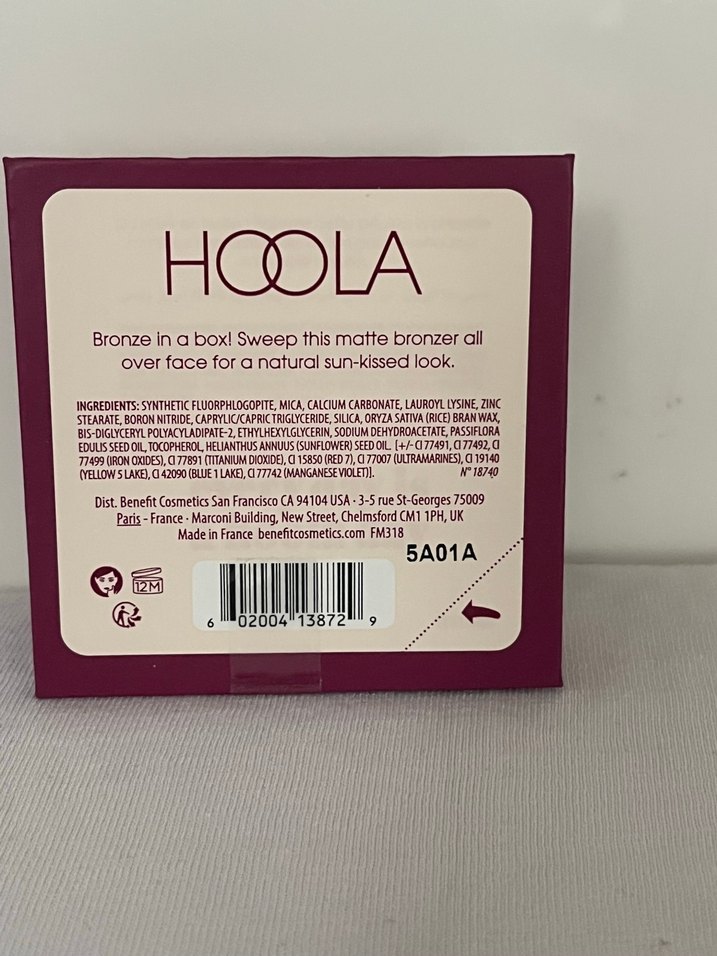 HOOLA
Bronze in a box! Sweep this matte bronzer all
over face for a natural sun-kissed look.
INGREDIENTS: SYNTHETIC FLUORPHLOGOPITE, MICA, CALCIUM CARBONATE, LAUROYL LYSINE, ZINC
STEARATE, BORON NITRIDE, CAPRYLIC/CAPRIC TRIGLYCERIDE, SILICA, ORYZA SATIVA (RICE) BRAN WAX,
BIS-DIGLYCERYL POLYACYLADIPATE-2, ETHYLHEXYLGLYCERIN, SODIUM DEHYDROACETATE, PASSIFLORA
EDULIS SEED OIL, TOCOPHEROL, HELIANTHUS ANNUUS (SUNFLOWER) SEED OIL. [+/- CI 77491, CI 77492, CI
77499 (IRON OXIDES), CI 77891 (TITANIUM DIOXIDE), CI 15850 (RED 7), CI 77007 (ULTRAMARINES), CI 19140
(YELLOW 5 LAKE), CI 42090 (BLUE 1 LAKE), CI 77742 (MANGANESE VIOLET)]. N° 18740
Dist. Benefit Cosmetics San Francisco CA 94104 USA · 3-5 rue St-Georges 75009
Paris - France · Marconi Building, New Street, Chelmsford CM1 1PH, UK
Made in France benefitcosmetics.com FM318
5A01A
12M
6 02004 13872 9